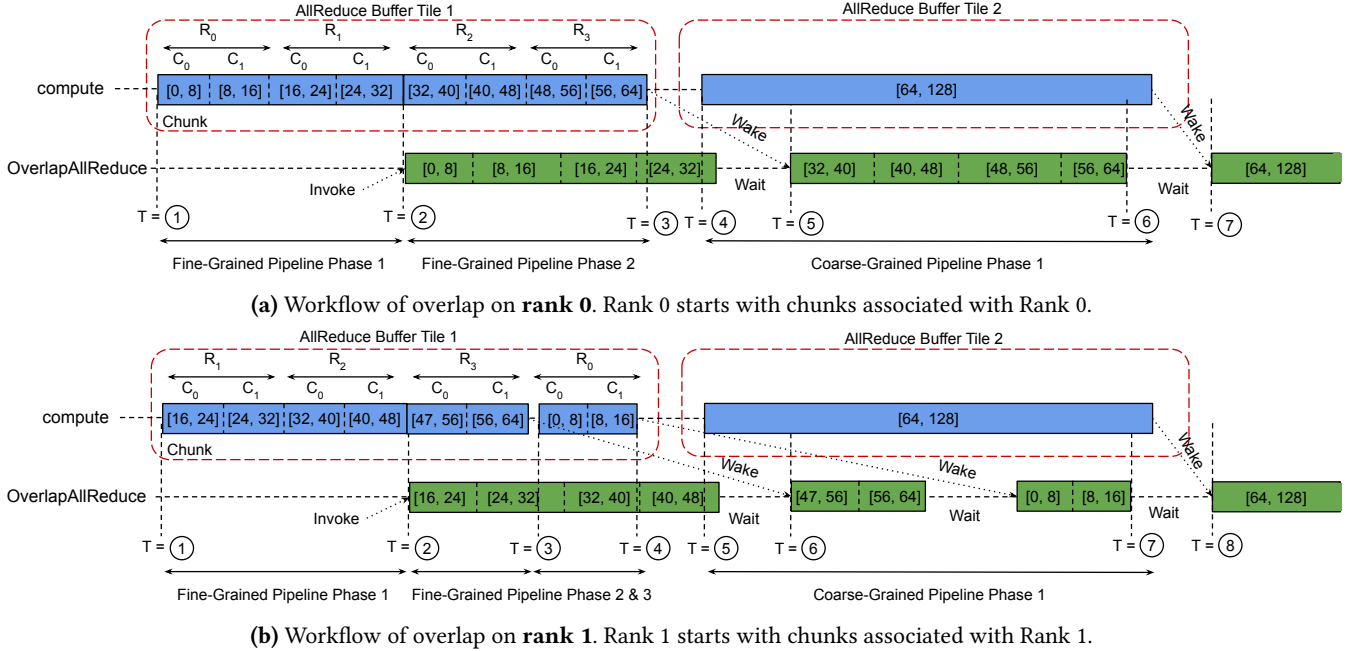 AllReduce Buffer Tile 1
AllReduce Buffer Tile 2
R0 R1 R2 R3
C0 C1 C0 C1 C0 C1 C0 C1
compute [0, 8] [8, 16] [16, 24] [24, 32] [32, 40] [40, 48] [48, 56] [56, 64] [64, 128]
Chunk Wake Wake
OverlapAllReduce [0, 8] [8, 16] [16, 24] [24, 32] [32, 40] [40, 48] [48, 56] [56, 64] [64, 128]
Invoke Wait Wait
T = 1 T = 2 T = 3 T = 4 T = 5 T = 6 T = 7
Fine-Grained Pipeline Phase 1 Fine-Grained Pipeline Phase 2 Coarse-Grained Pipeline Phase 1
(a) Workflow of overlap on rank 0. Rank 0 starts with chunks associated with Rank 0.
AllReduce Buffer Tile 1 AllReduce Buffer Tile 2
R1 R2 R3 R0
C0 C1 C0 C1 C0 C1 C0 C1
compute [16, 24] [24, 32] [32, 40] [40, 48] [47, 56] [56, 64] [0, 8] [8, 16] [64, 128]
Chunk Wake Wake Wake
OverlapAllReduce [16, 24] [24, 32] [32, 40] [40, 48] [47, 56] [56, 64] [0, 8] [8, 16] [64, 128]
Invoke Wait Wait Wait
T = 1 T = 2 T = 3 T = 4 T = 5 T = 6 T = 7 T = 8
Fine-Grained Pipeline Phase 1 Fine-Grained Pipeline Phase 2 & 3 Coarse-Grained Pipeline Phase 1
(b) Workflow of overlap on rank 1. Rank 1 starts with chunks associated with Rank 1.